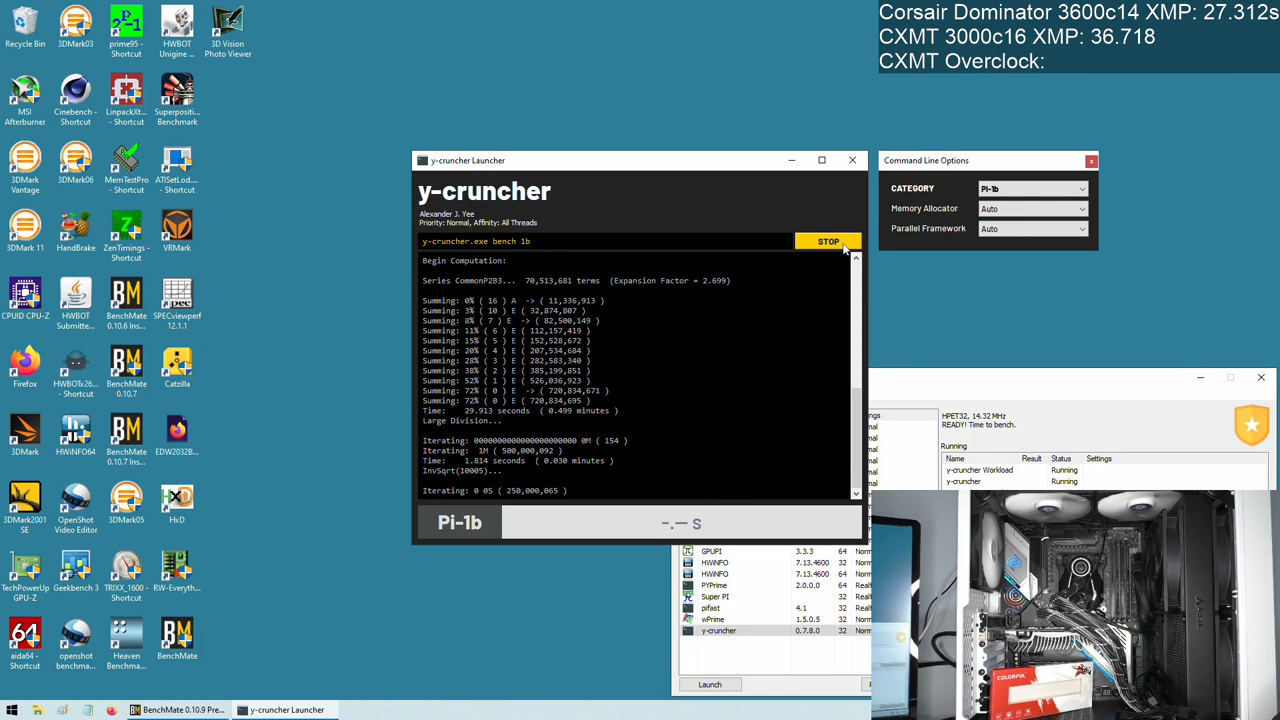 Corsair Dominator 3600c14 XMP: 27.312s
CXMT 3000c16 XMP: 36.718
CXMT Overclock:
Recycle Bin
3DMark03
prime95 - Shortcut
HWBOT Unigine ...
3D Vision Photo Viewer
MSI Afterburner
Cinebench - Shortcut
LinpackXt... - Shortcut
Superpositi... Benchmark
3DMark Vantage
3DMark06
MemTestPro - Shortcut
ATISetLod.... - Shortcut
3DMark 11
HandBrake
ZenTimings - Shortcut
VRMark
CPUID CPU-Z
HWBOT Submitte...
BenchMate 0.10.6 Ins...
SPECviewperf 12.1.1
Firefox
HWBOTx26... - Shortcut
BenchMate 0.10.7
Catzilla
3DMark
HWiNFO64
BenchMate 0.10.7 Ins...
EDW2032B...
3DMark2001 SE
OpenShot Video Editor
3DMark05
HxD
TechPowerUp GPU-Z
Geekbench 3
TRIXX_1600 - Shortcut
RW-Everyth...
aida64 - Shortcut
openshot benchma...
Heaven Benchma...
BenchMate
y-cruncher Launcher
y-cruncher
Alexander J. Yee
Priority: Normal, Affinity: All Threads
y-cruncher.exe bench 1b
STOP
Begin Computation:
Series CommonP2B3... 70,513,681 terms (Expansion Factor = 2.699)
Summing: 0% ( 16 ) A -> ( 11,336,913 )
Summing: 3% ( 10 ) E ( 32,874,807 )
Summing: 8% ( 7 ) E -> ( 82,500,149 )
Summing: 11% ( 6 ) E ( 112,157,419 )
Summing: 15% ( 5 ) E ( 152,528,672 )
Summing: 20% ( 4 ) E ( 207,534,684 )
Summing: 28% ( 3 ) E ( 282,583,340 )
Summing: 38% ( 2 ) E ( 385,199,851 )
Summing: 52% ( 1 ) E ( 526,036,923 )
Summing: 72% ( 0 ) E -> ( 720,834,671 )
Summing: 72% ( 0 ) E ( 720,834,695 )
Time: 29.913 seconds ( 0.499 minutes )
Large Division...
Iterating: 0000000000000000000000 0M ( 154 )
Iterating: 1M ( 500,000,092 )
Time: 1.814 seconds ( 0.030 minutes )
InvSqrt(10005)...
Iterating: 0 0S ( 250,000,065 )
Pi-1b
-.-- s
Command Line Options
CATEGORY Pi-1b
Memory Allocator Auto
Parallel Framework Auto
HPET32, 14.32 MHz
READY! Time to bench.
Running
Name Result Status Settings
y-cruncher Workload Running
y-cruncher Running
GPUPI 3.3.3 64
HWiNFO 7.13.4600 32
HWiNFO 7.13.4600 64
PYPrime 2.0.0.0 64
Super PI 32
pifast 4.1 32
wPrime 1.5.0.5 32
y-cruncher 0.7.8.0 32
Launch
COLORFUL
BenchMate 0.10.9 Pre...
y-cruncher Launcher